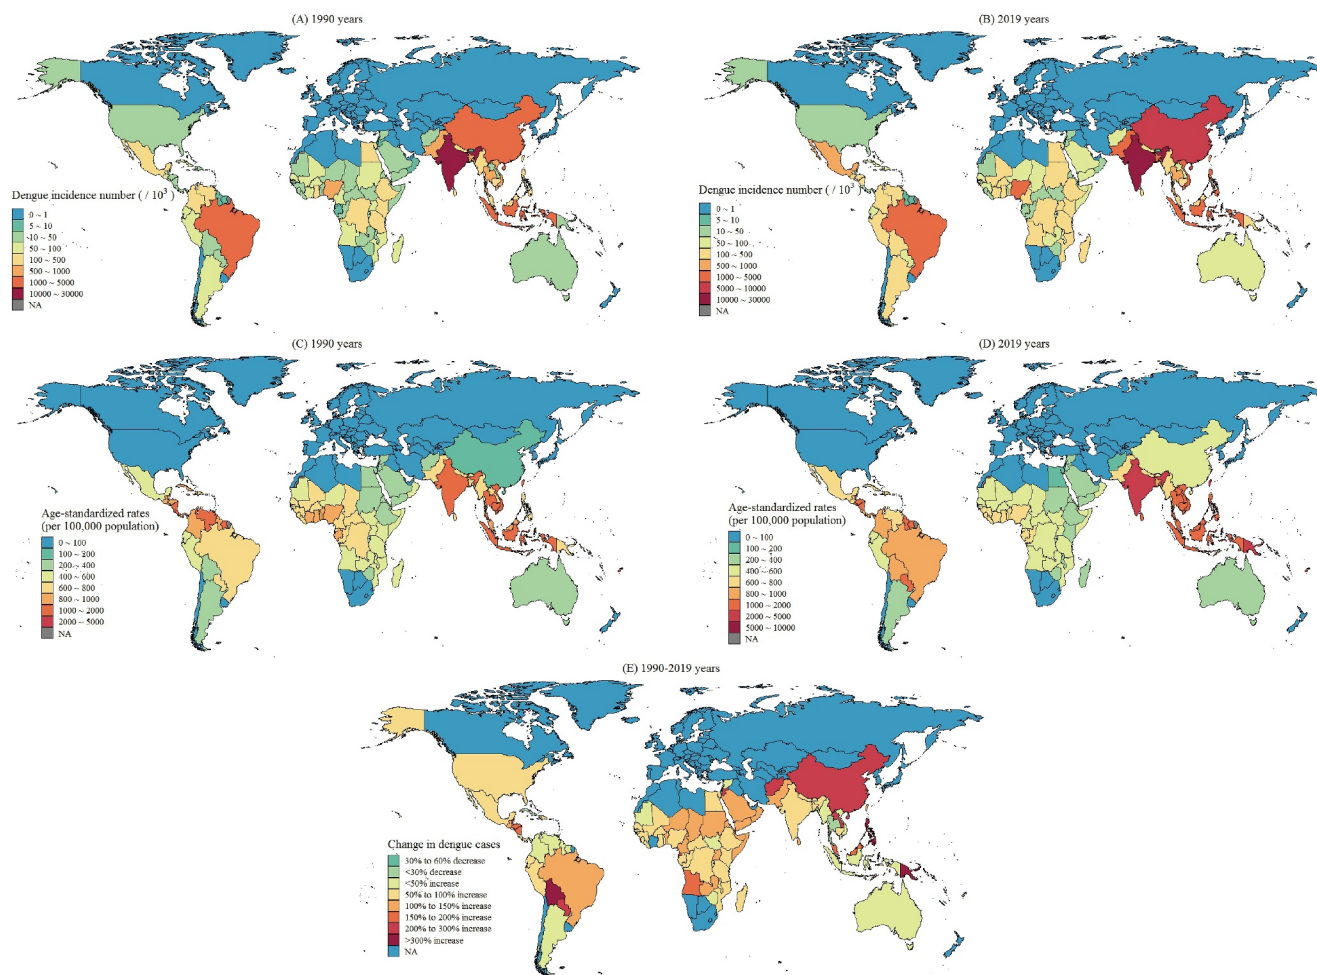 (A) 1990 years
(B) 2019 years
Dengue incidence number ( / 10³)
0 ~ 1
5 ~ 10
10 ~ 50
50 ~ 100
100 ~ 500
500 ~ 1000
1000 ~ 5000
10000 ~ 30000
NA
Dengue incidence number ( / 10³)
0 ~ 1
5 ~ 10
10 ~ 50
50 ~ 100
100 ~ 500
500 ~ 1000
1000 ~ 5000
5000 ~ 10000
10000 ~ 30000
NA
(C) 1990 years
(D) 2019 years
Age-standardized rates
(per 100,000 population)
0 ~ 100
100 ~ 200
200 ~ 400
400 ~ 600
600 ~ 800
800 ~ 1000
1000 ~ 2000
2000 ~ 5000
NA
Age-standardized rates
(per 100,000 population)
0 ~ 100
100 ~ 200
200 ~ 400
400 ~ 600
600 ~ 800
800 ~ 1000
1000 ~ 2000
2000 ~ 5000
5000 ~ 10000
NA
(E) 1990-2019 years
Change in dengue cases
30% to 60% decrease
<30% decrease
<50% increase
50% to 100% increase
100% to 150% increase
150% to 200% increase
200% to 300% increase
>300% increase
NA